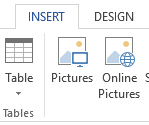 INSERT DESIGN
Table Pictures Online
Pictures
Tables